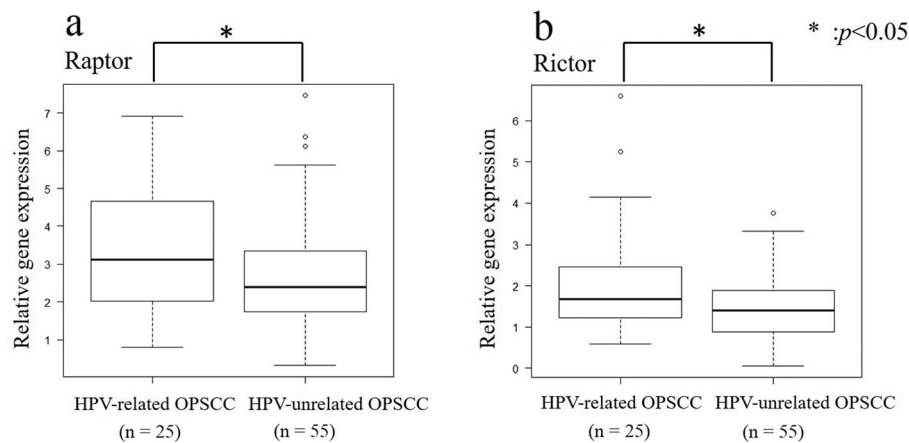 a
*
Raptor
Relative gene expression
7
6
5
4
3
2
1
HPV-related OPSCC
(n = 25)
HPV-unrelated OPSCC
(n = 55)
b
*
* :p<0.05
Rictor
Relative gene expression
6
5
4
3
2
1
0
HPV-related OPSCC
(n = 25)
HPV-unrelated OPSCC
(n = 55)